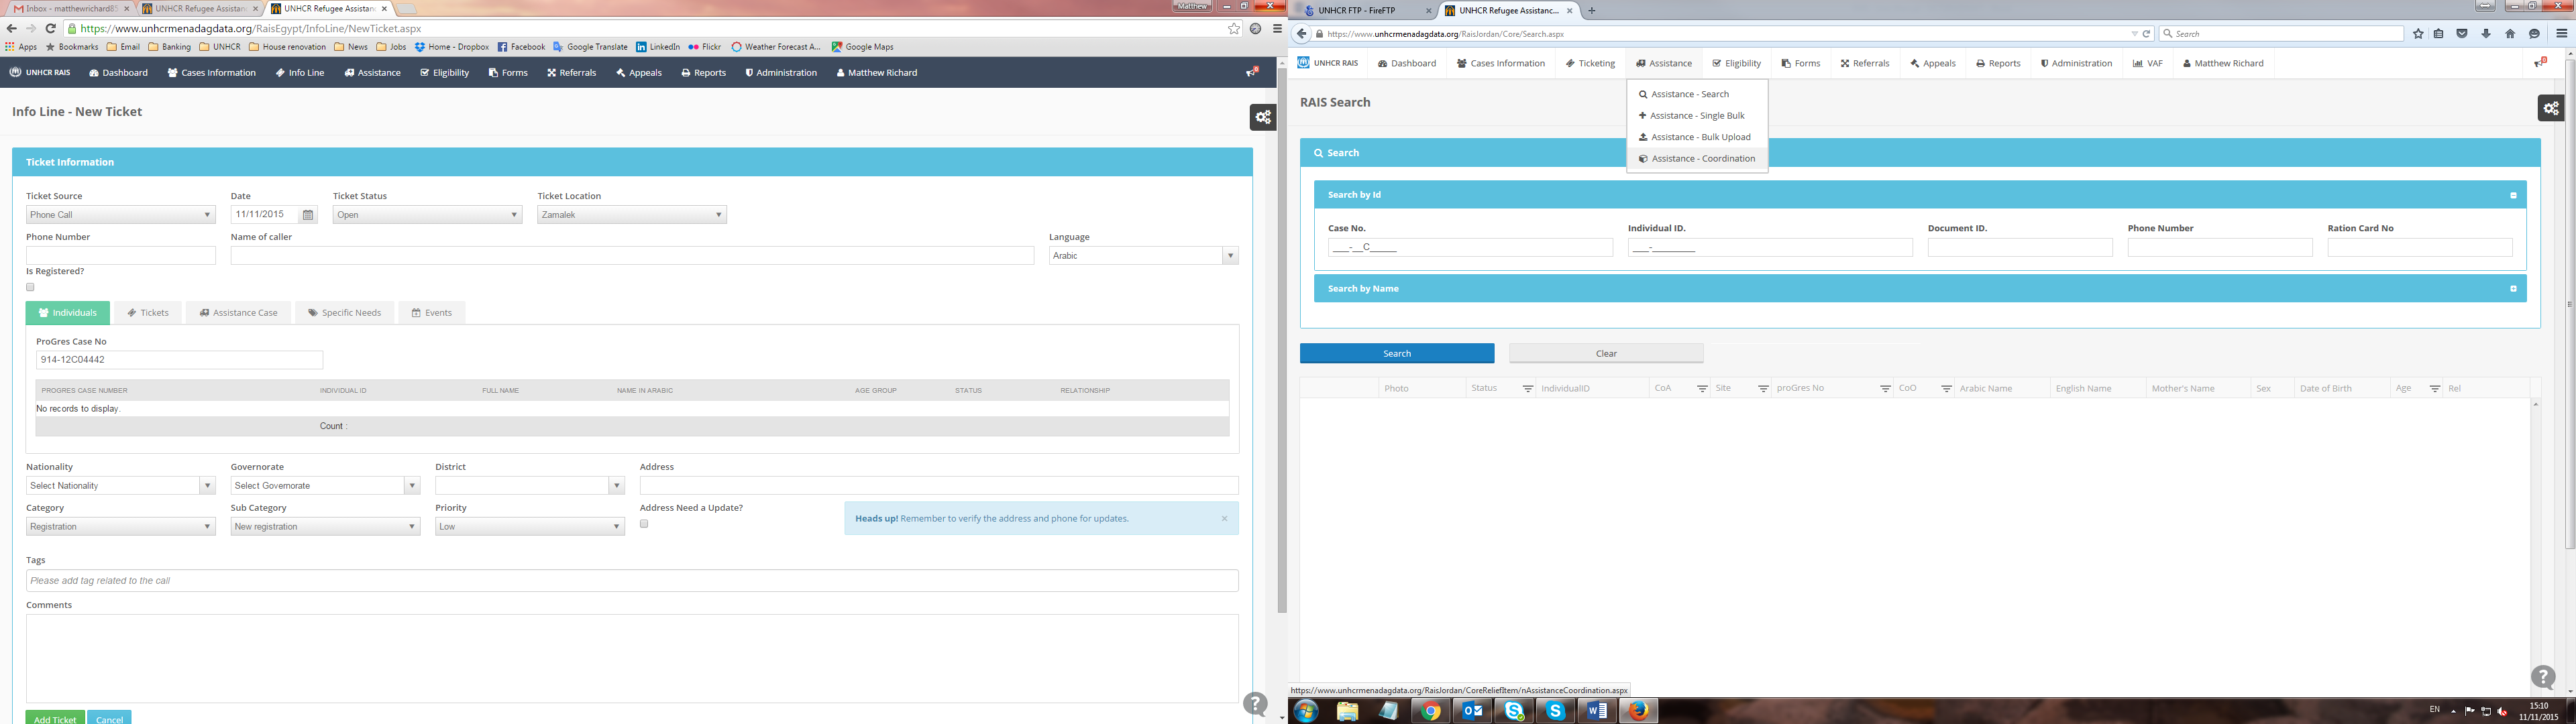 Inbox - matthewrichard85
UNHCR Refugee Assistanc
UNHCR Refugee Assistanc
Matthew
https://www.unhcrmenadagdata.org/RaisEgypt/InfoLine/NewTicket.aspx
Apps Bookmarks Email Banking UNHCR House renovation News Jobs Home - Dropbox Facebook Google Translate LinkedIn Flickr Weather Forecast A... Google Maps
UNHCR RAIS Dashboard Cases Information Info Line Assistance Eligibility Forms Referrals Appeals Reports Administration Matthew Richard
Info Line - New Ticket
Ticket Information
Ticket Source Date Ticket Status Ticket Location
Phone Call 11/11/2015 Open Zamalek
Phone Number Name of caller Language
Arabic
Is Registered?
Individuals Tickets Assistance Case Specific Needs Events
ProGres Case No
914-12C04442
PROGRES CASE NUMBER INDIVIDUAL ID FULL NAME NAME IN ARABIC AGE GROUP STATUS RELATIONSHIP
No records to display.
Count :
Nationality Governorate District Address
Select Nationality Select Governorate
Category Sub Category Priority Address Need a Update?
Registration New registration Low
Heads up! Remember to verify the address and phone for updates. ×
Tags
Please add tag related to the call
Comments
Add Ticket Cancel
?
UNHCR FTP - FireFTP
UNHCR Refugee Assistanc...
https://www.unhcrmenadagdata.org/RaisJordan/Core/Search.aspx
Search
UNHCR RAIS Dashboard Cases Information Ticketing Assistance Eligibility Forms Referrals Appeals Reports Administration VAF Matthew Richard
Assistance - Search
Assistance - Single Bulk
Assistance - Bulk Upload
Assistance - Coordination
RAIS Search
Search
Search by Id
Case No. Individual ID. Document ID. Phone Number Ration Card No
___-__C_____ ___-________
Search by Name
Search Clear
Photo Status IndividualID CoA Site proGres No CoO Arabic Name English Name Mother's Name Sex Date of Birth Age Rel
?
https://www.unhcrmenadagdata.org/RaisJordan/CoreReliefItem/nAssistanceCoordination.aspx
EN
15:10
11/11/2015